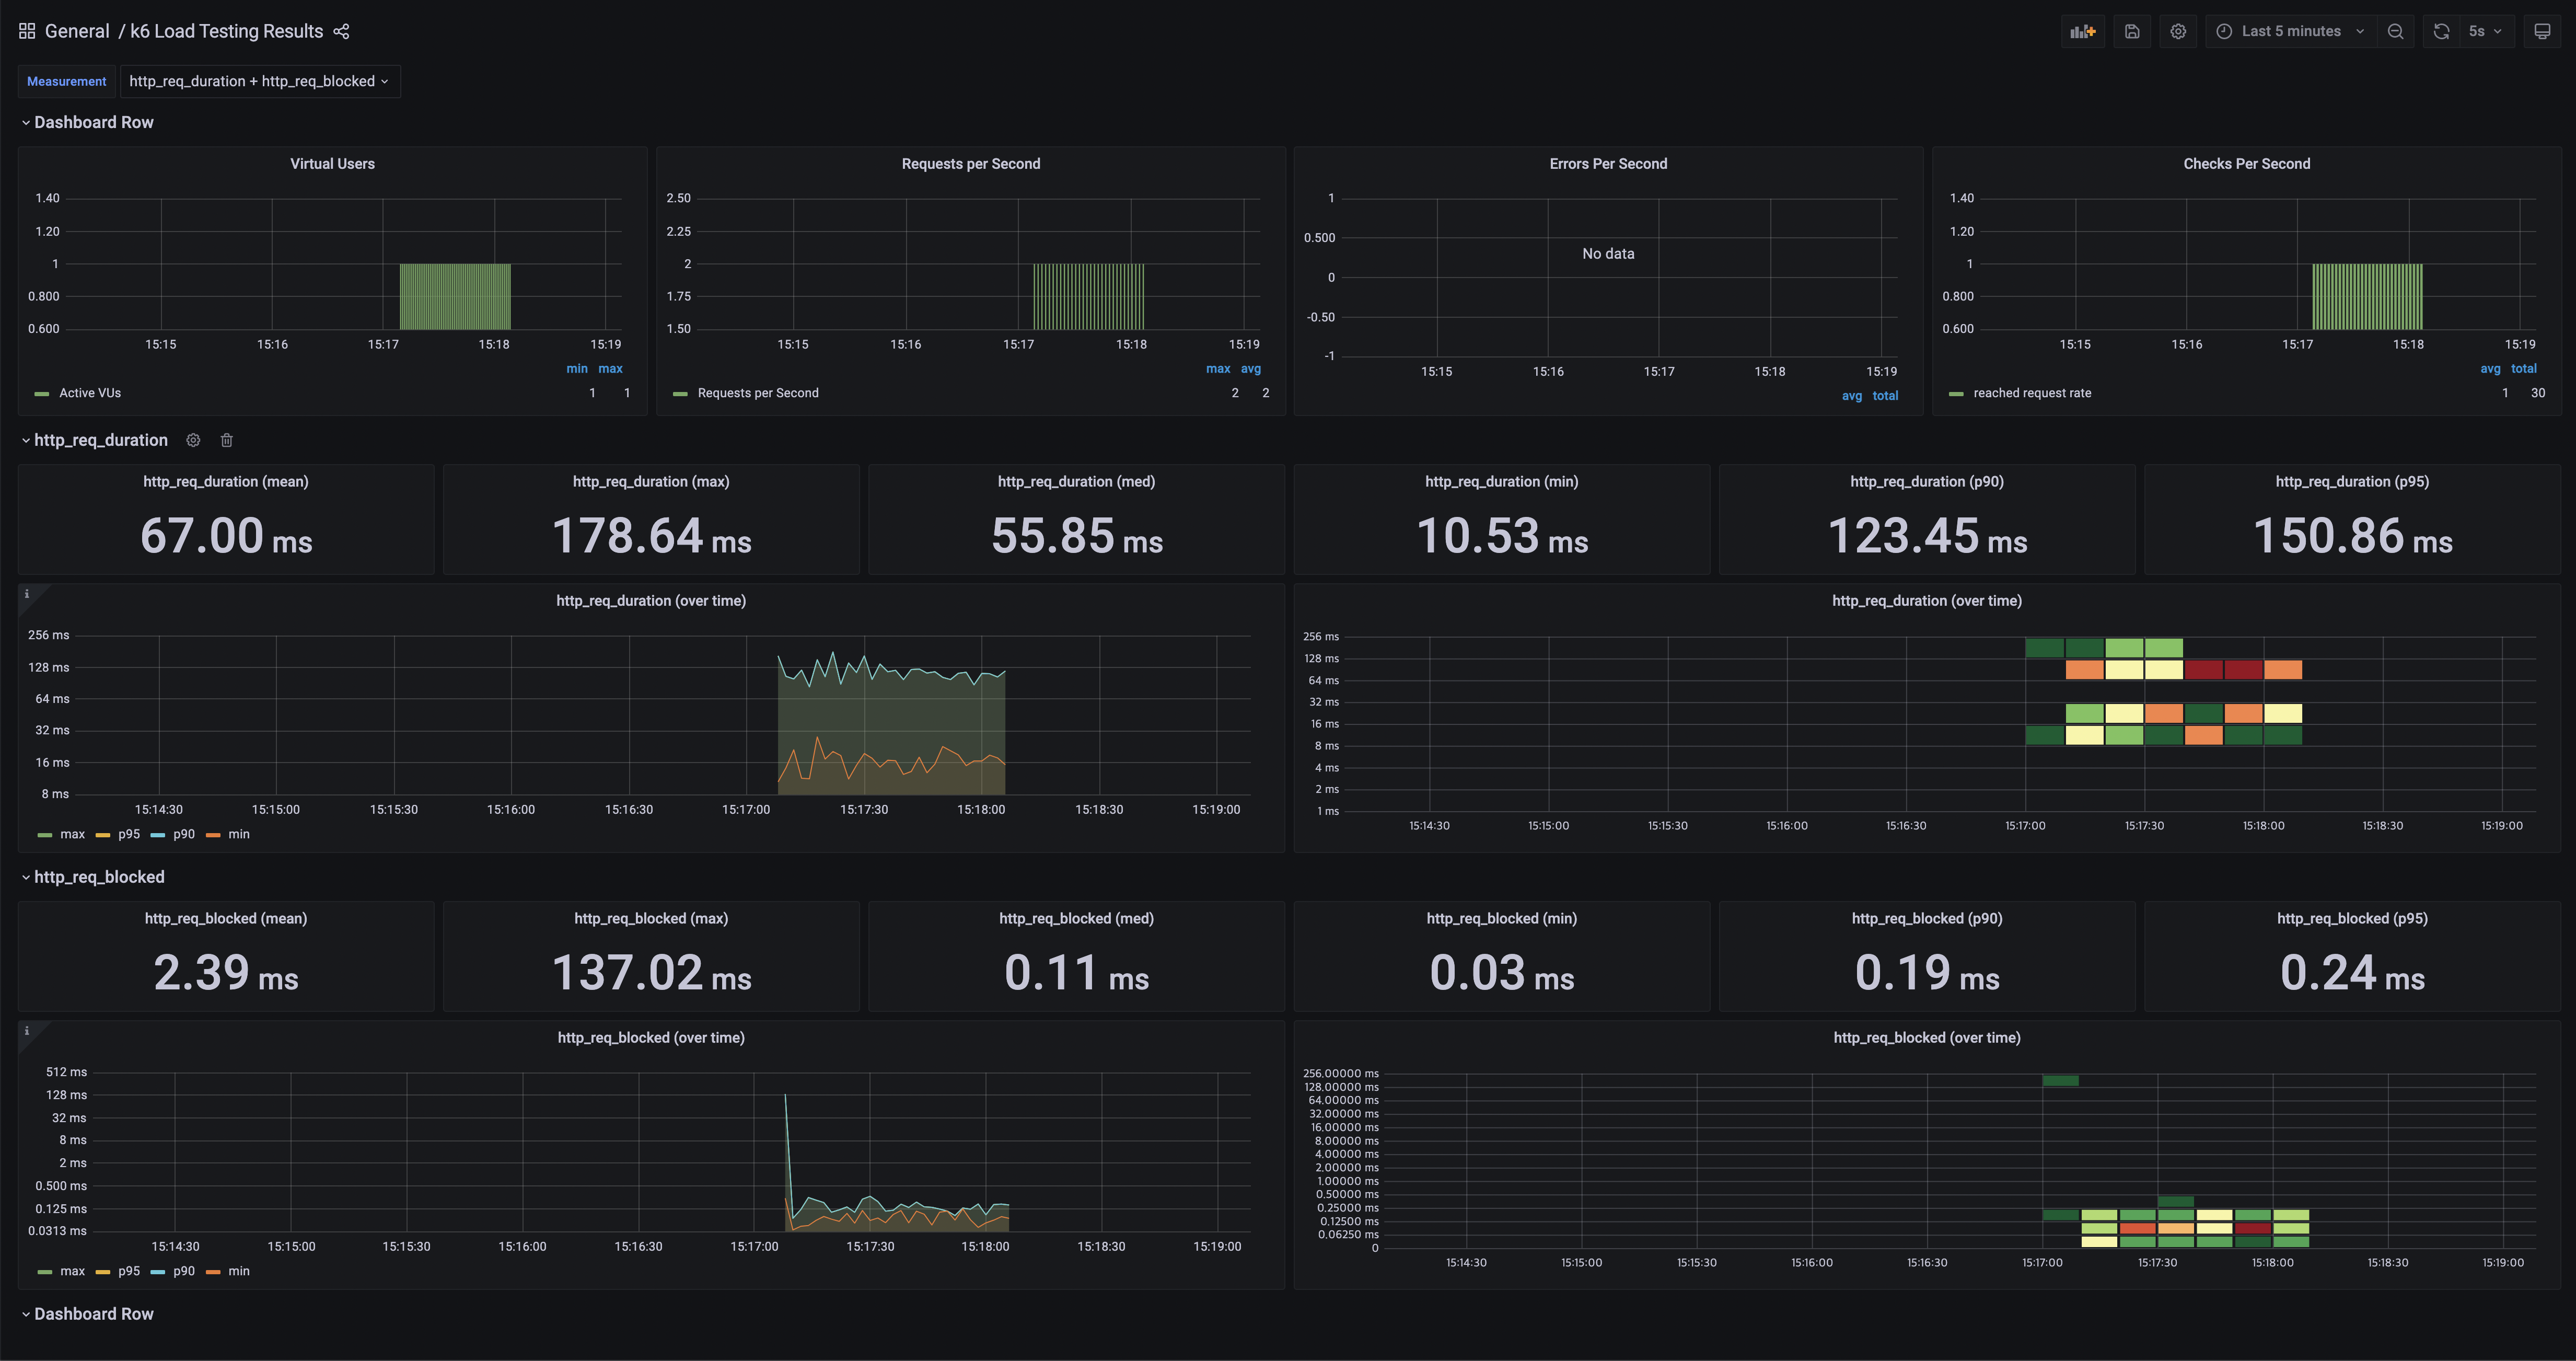 General / k6 Load Testing Results
Last 5 minutes
5s
Measurement
http_req_duration + http_req_blocked
Dashboard Row
Virtual Users
1.40
1.20
1
0.800
0.600
15:15 15:16 15:17 15:18 15:19
min max
Active VUs 1 1
Requests per Second
2.50
2.25
2
1.75
1.50
15:15 15:16 15:17 15:18 15:19
max avg
Requests per Second 2 2
Errors Per Second
1
0.500
0
-0.50
-1
No data
15:15 15:16 15:17 15:18 15:19
avg total
Checks Per Second
1.40
1.20
1
0.800
0.600
15:15 15:16 15:17 15:18 15:19
avg total
reached request rate 1 30
http_req_duration
http_req_duration (mean)
67.00 ms
http_req_duration (max)
178.64 ms
http_req_duration (med)
55.85 ms
http_req_duration (min)
10.53 ms
http_req_duration (p90)
123.45 ms
http_req_duration (p95)
150.86 ms
i
http_req_duration (over time)
256 ms
128 ms
64 ms
32 ms
16 ms
8 ms
15:14:30 15:15:00 15:15:30 15:16:00 15:16:30 15:17:00 15:17:30 15:18:00 15:18:30 15:19:00
max p95 p90 min
http_req_duration (over time)
256 ms
128 ms
64 ms
32 ms
16 ms
8 ms
4 ms
2 ms
1 ms
15:14:30 15:15:00 15:15:30 15:16:00 15:16:30 15:17:00 15:17:30 15:18:00 15:18:30 15:19:00
http_req_blocked
http_req_blocked (mean)
2.39 ms
http_req_blocked (max)
137.02 ms
http_req_blocked (med)
0.11 ms
http_req_blocked (min)
0.03 ms
http_req_blocked (p90)
0.19 ms
http_req_blocked (p95)
0.24 ms
i
http_req_blocked (over time)
512 ms
128 ms
32 ms
8 ms
2 ms
0.500 ms
0.125 ms
0.0313 ms
15:14:30 15:15:00 15:15:30 15:16:00 15:16:30 15:17:00 15:17:30 15:18:00 15:18:30 15:19:00
max p95 p90 min
http_req_blocked (over time)
256.00000 ms
128.00000 ms
64.00000 ms
32.00000 ms
16.00000 ms
8.00000 ms
4.00000 ms
2.00000 ms
1.00000 ms
0.50000 ms
0.25000 ms
0.12500 ms
0.06250 ms
0
15:14:30 15:15:00 15:15:30 15:16:00 15:16:30 15:17:00 15:17:30 15:18:00 15:18:30 15:19:00
Dashboard Row